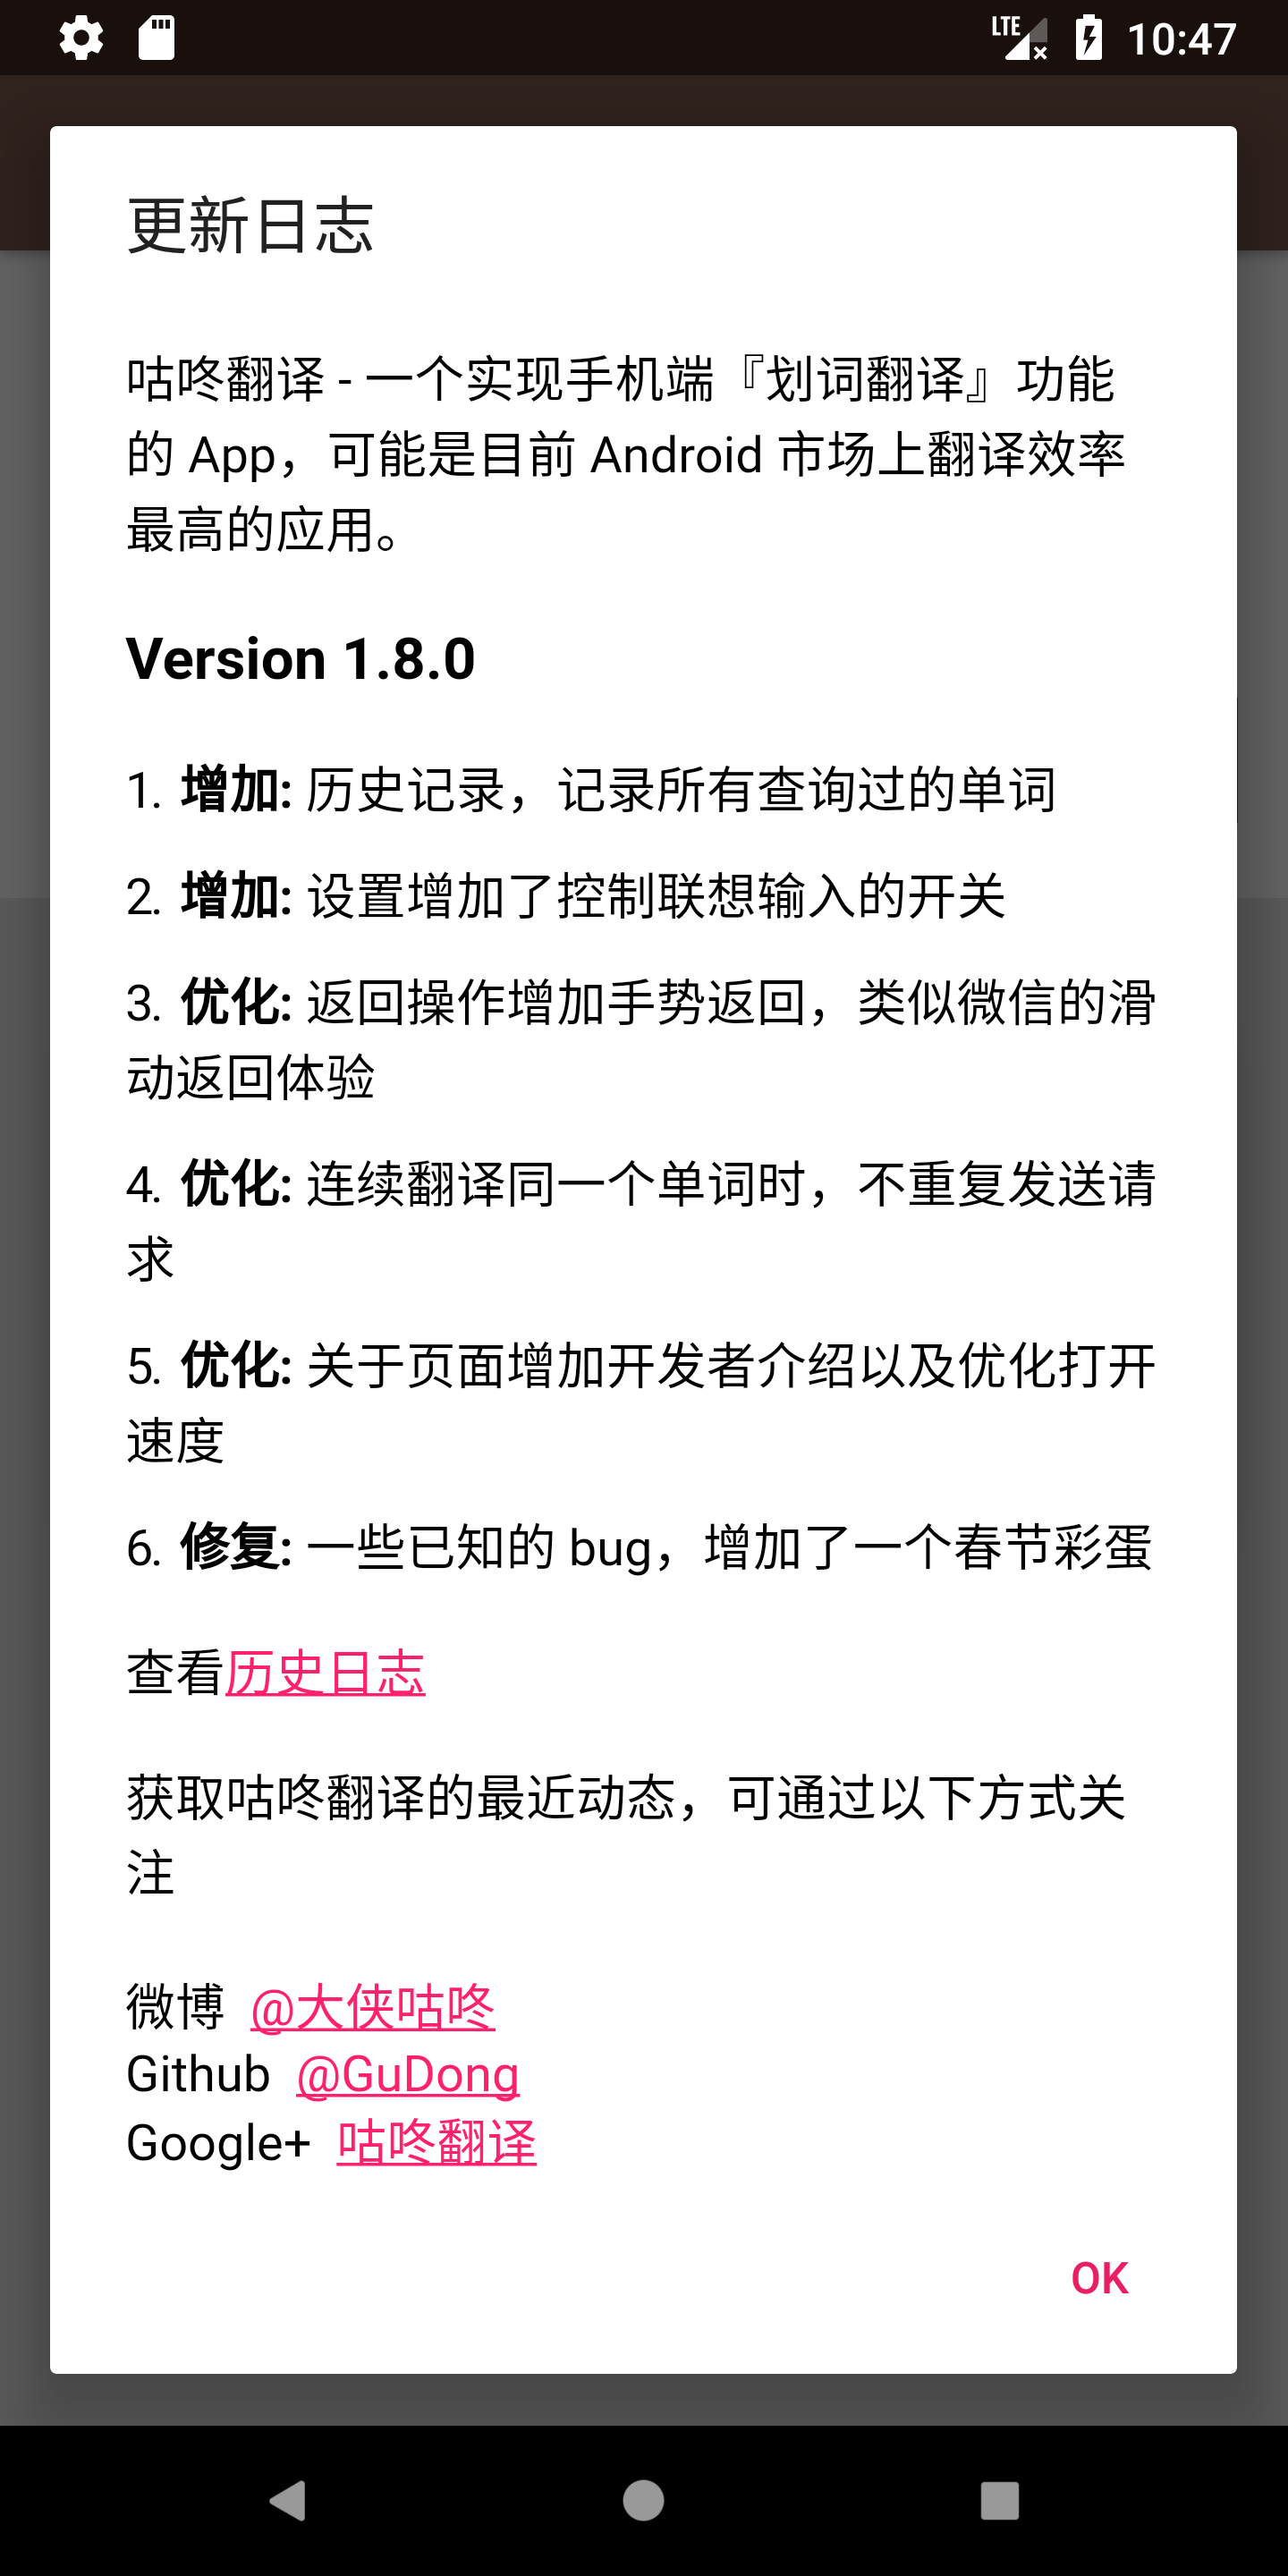 LTE 10:47
更新日志
咕咚翻译 - 一个实现手机端『划词翻译』功能
的 App，可能是目前 Android 市场上翻译效率
最高的应用。
Version 1.8.0
1. 增加: 历史记录，记录所有查询过的单词
2. 增加: 设置增加了控制联想输入的开关
3. 优化: 返回操作增加手势返回，类似微信的滑
动返回体验
4. 优化: 连续翻译同一个单词时，不重复发送请
求
5. 优化: 关于页面增加开发者介绍以及优化打开
速度
6. 修复: 一些已知的 bug，增加了一个春节彩蛋
查看历史日志
获取咕咚翻译的最近动态，可通过以下方式关
注
微博 @大侠咕咚
Github @GuDong
Google+ 咕咚翻译
OK